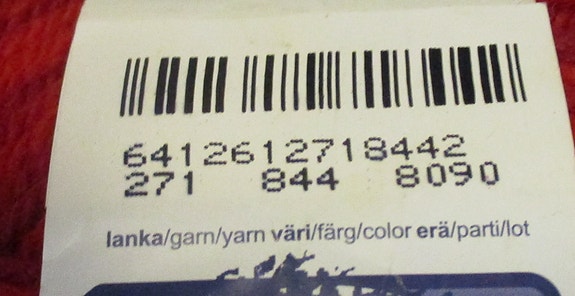 6412612718442
271 844 8090
lanka/garn/yarn väri/färg/color erä/parti/lot